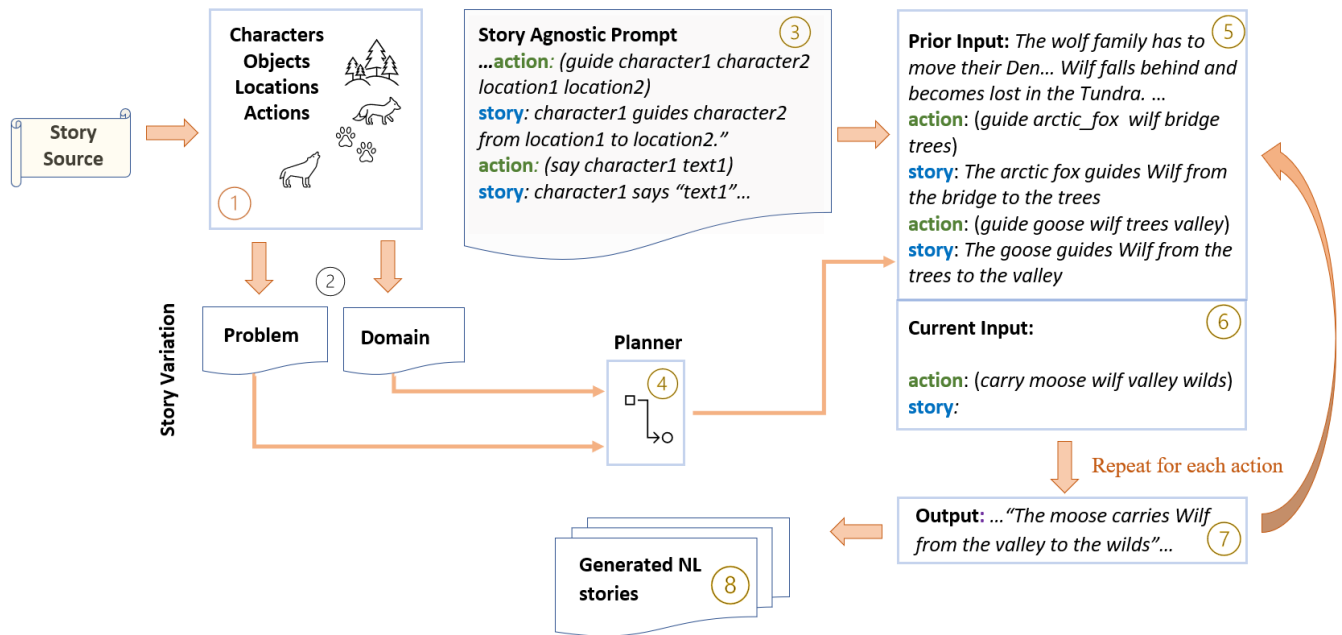 Story
Source
Characters
Objects
Locations
Actions
1
2
Story Variation
Problem
Domain
Story Agnostic Prompt
3
...action: (guide character1 character2
location1 location2)
story: character1 guides character2
from location1 to location2.”
action: (say character1 text1)
story: character1 says “text1”...
Planner
4
Prior Input: The wolf family has to
5
move their Den... Wilf falls behind and
becomes lost in the Tundra. ...
action: (guide arctic_fox wilf bridge
trees)
story: The arctic fox guides Wilf from
the bridge to the trees
action: (guide goose wilf trees valley)
story: The goose guides Wilf from the
trees to the valley
Current Input:
6
action: (carry moose wilf valley wilds)
story:
Repeat for each action
Output: ...“The moose carries Wilf
from the valley to the wilds”...
7
Generated NL
stories
8